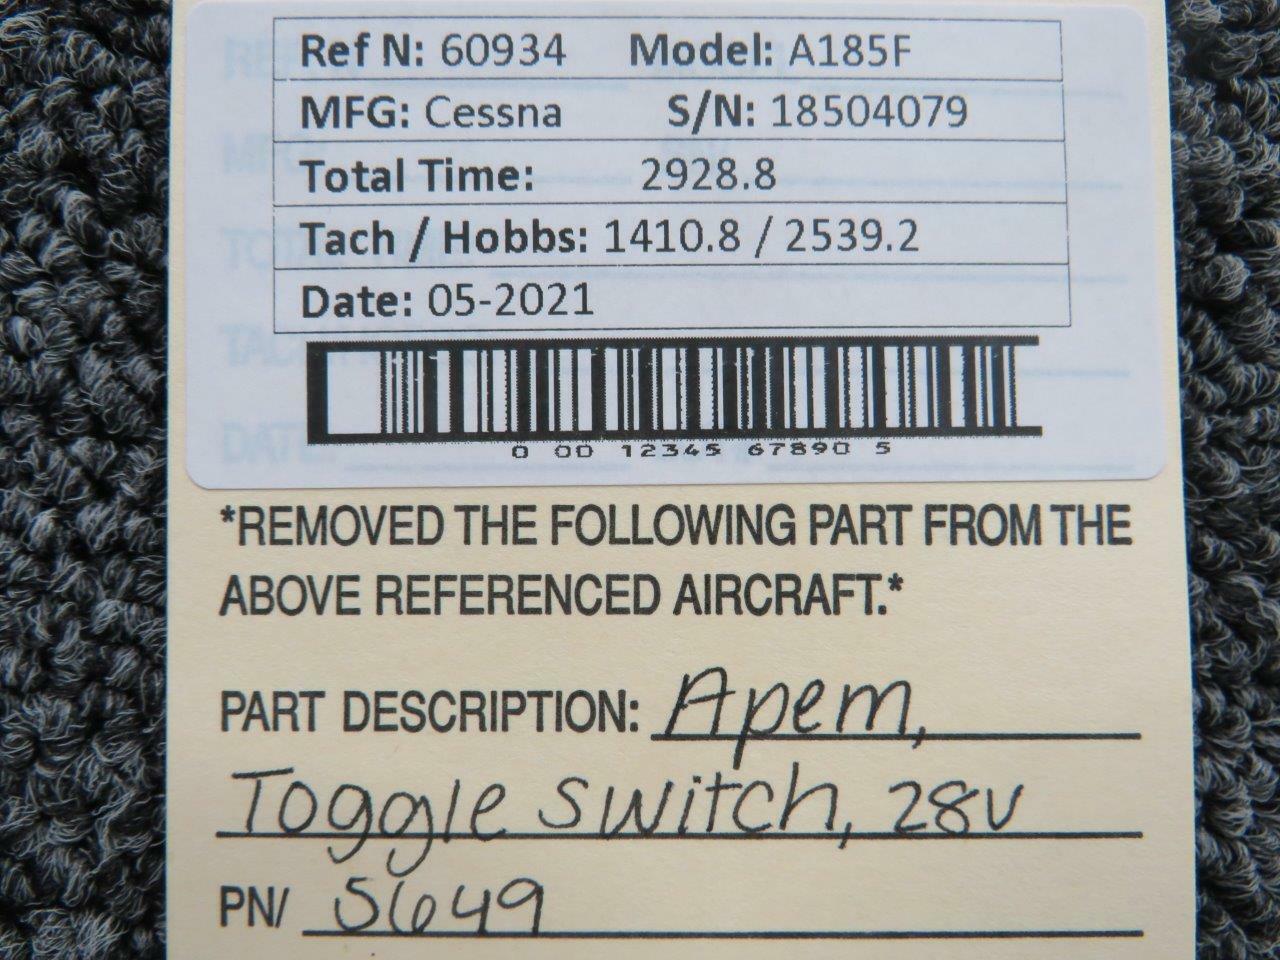 Ref N: 60934 Model: A185F
MFG: Cessna S/N: 18504079
Total Time: 2928.8
Tach / Hobbs: 1410.8 / 2539.2
Date: 05-2021
0 00 12345 67890 5
*REMOVED THE FOLLOWING PART FROM THE
ABOVE REFERENCED AIRCRAFT.*
PART DESCRIPTION: Apem,
Toggle Switch, 28V
PN/ 5649